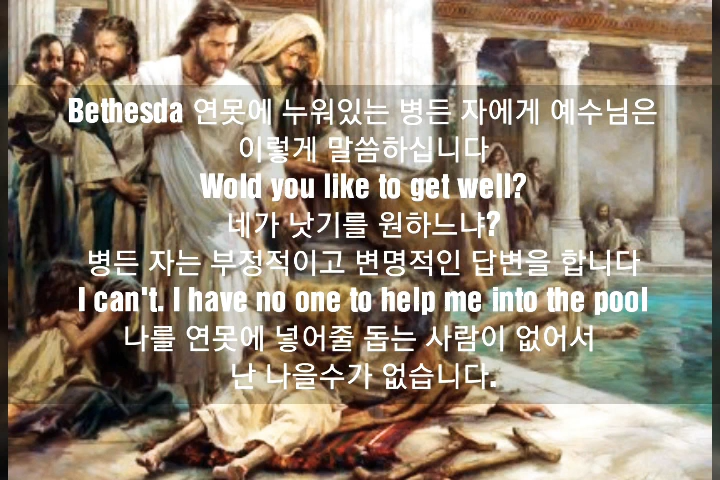 Bethesda 연못에 누워있는 병든 자에게 예수님은
이렇게 말씀하십니다
Wold you like to get well?
네가 낫기를 원하느냐?
병든 자는 부정적이고 변명적인 답변을 합니다
I can't. I have no one to help me into the pool
나를 연못에 넣어줄 돕는 사람이 없어서
난 나을수가 없습니다.